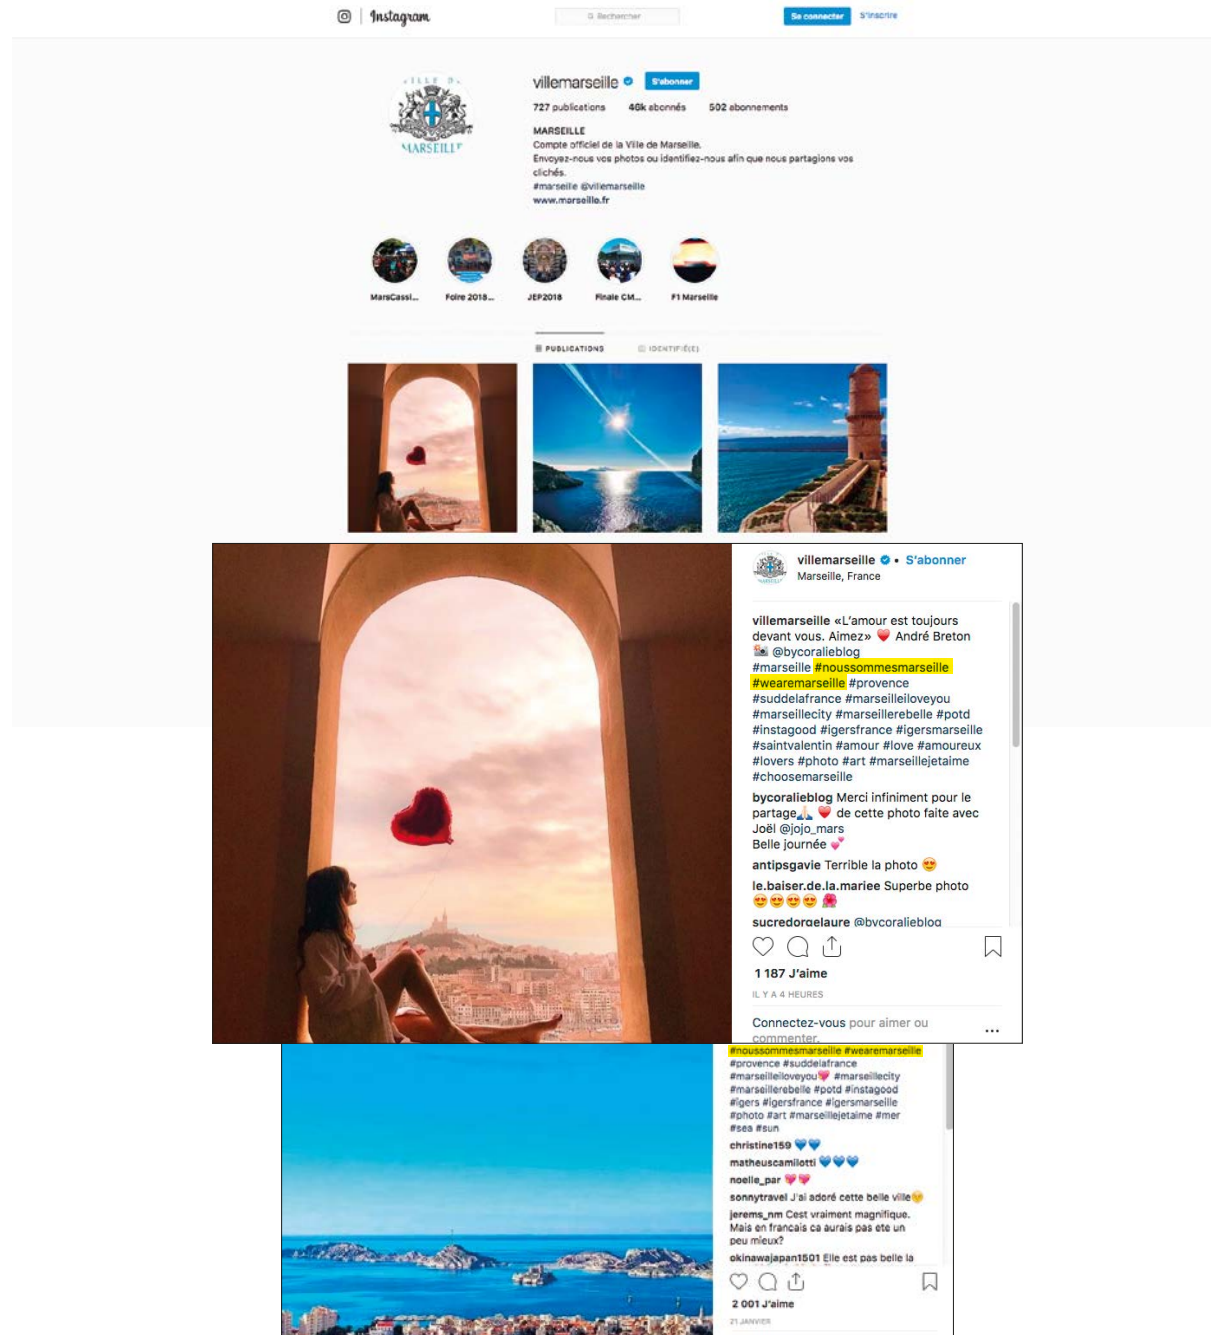 Instagram
Rechercher
Se connecter
S'inscrire
VILLE D
MARSEILLE
villemarseille
S'abonner
727 publications 46k abonnés 502 abonnements
MARSEILLE
Compte officiel de la Ville de Marseille.
Envoyez-nous vos photos ou identifiez-nous afin que nous partagions vos
clichés.
#marseille @villemarseille
www.marseille.fr
MarsCassi...
Foire 2018...
JEP2018
Finale CM...
F1 Marseille
PUBLICATIONS
IDENTIFIÉ(E)
villemarseille • S'abonner
Marseille, France
villemarseille «L'amour est toujours
devant vous. Aimez» ♥️ André Breton
📸 @bycoralieblog
#marseille #noussommesmarseille
#wearemarseille #provence
#suddelafrance #marseilleiloveyou
#marseillecity #marseillerebelle #potd
#instagood #igersfrance #igersmarseille
#saintvalentin #amour #love #amoureux
#lovers #photo #art #marseillejetaime
#choosemarseille
bycoralieblog Merci infiniment pour le
partage🙏🏻 ♥️ de cette photo faite avec
Joël @jojo_mars
Belle journée 💕
antipsgavie Terrible la photo 😍
le.baiser.de.la.mariee Superbe photo
😍😍😍😍🌺
sucredorgelaure @bycoralieblog
1 187 J'aime
IL Y A 4 HEURES
Connectez-vous pour aimer ou
commenter.
#noussommesmarseille #wearemarseille
#provence #suddelafrance
#marseilleiloveyou💖 #marseillecity
#marseillerebelle #potd #instagood
#igers #igersfrance #igersmarseille
#photo #art #marseillejetaime #mer
#sea #sun
christine159 💙💙
matheuscamilotti 💙💙💙
noelle_par 💖💖
sonnytravel J'ai adoré cette belle ville
jerems_nm Cest vraiment magnifique.
Mais en francais ca aurais pas ete un
peu mieux?
okinawajapan1501 Elle est pas belle la
2 001 J'aime
21 JANVIER